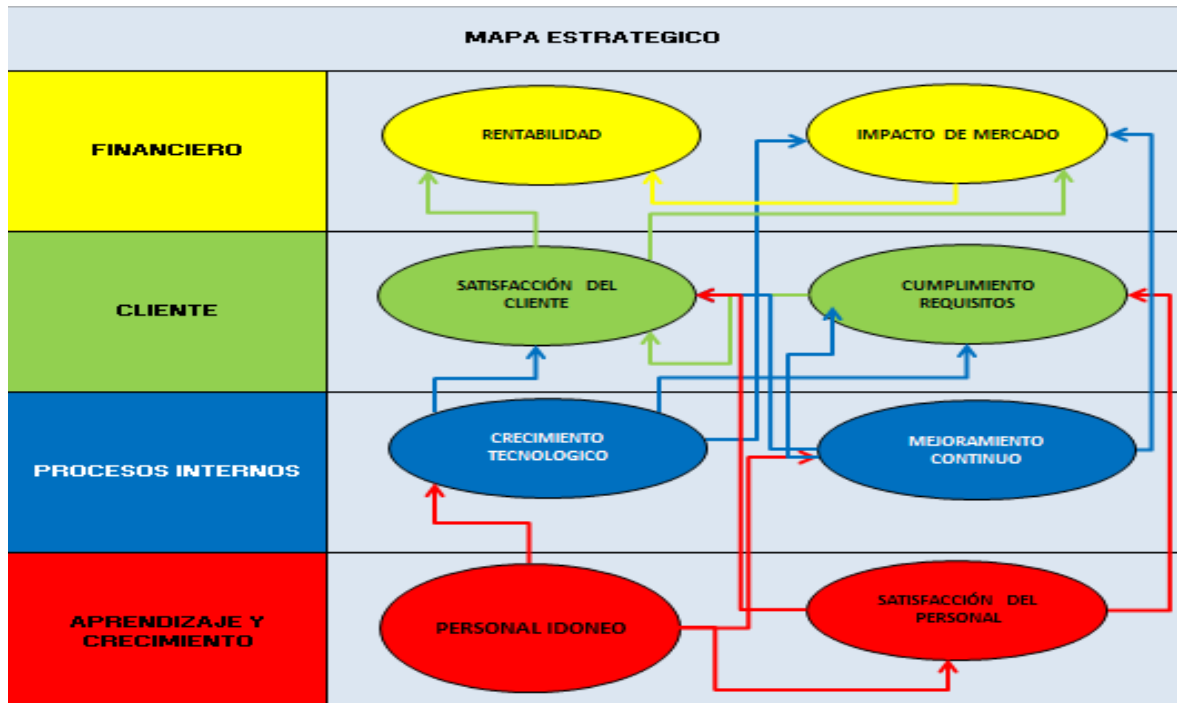 MAPA ESTRATEGICO
FINANCIERO
RENTABILIDAD
IMPACTO DE MERCADO
CLIENTE
SATISFACCIÓN DEL
CLIENTE
CUMPLIMIENTO
REQUISITOS
PROCESOS INTERNOS
CRECIMIENTO
TECNOLOGICO
MEJORAMIENTO
CONTINUO
APRENDIZAJE Y
CRECIMIENTO
PERSONAL IDONEO
SATISFACCIÓN DEL
PERSONAL